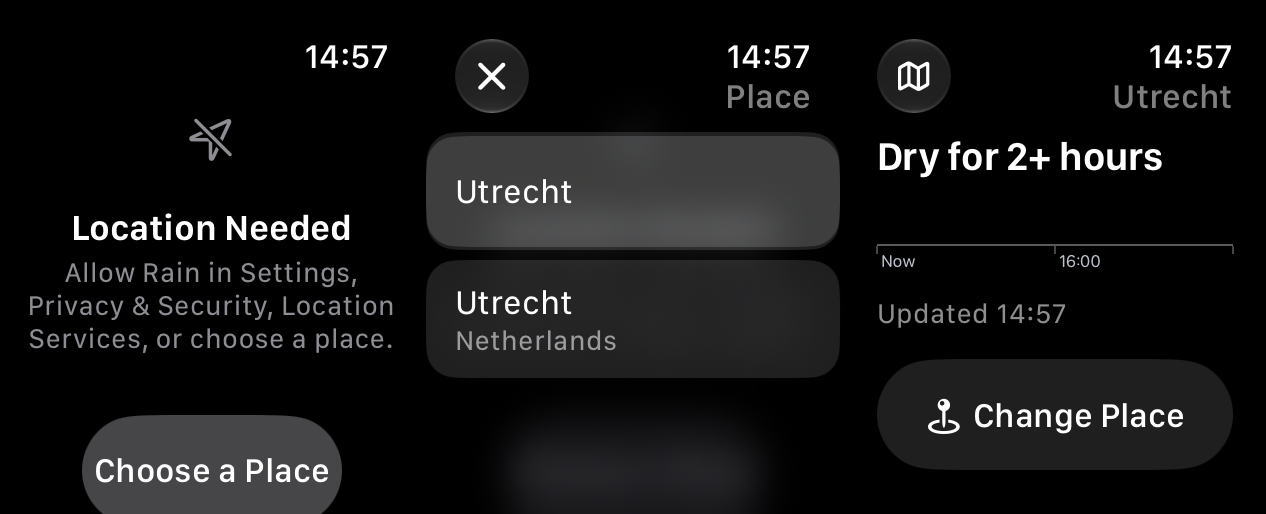 14:57
Location Needed
Allow Rain in Settings,
Privacy & Security, Location
Services, or choose a place.
Choose a Place
14:57
Place
Utrecht
Utrecht
Netherlands
14:57
Utrecht
Dry for 2+ hours
Now
16:00
Updated 14:57
Change Place